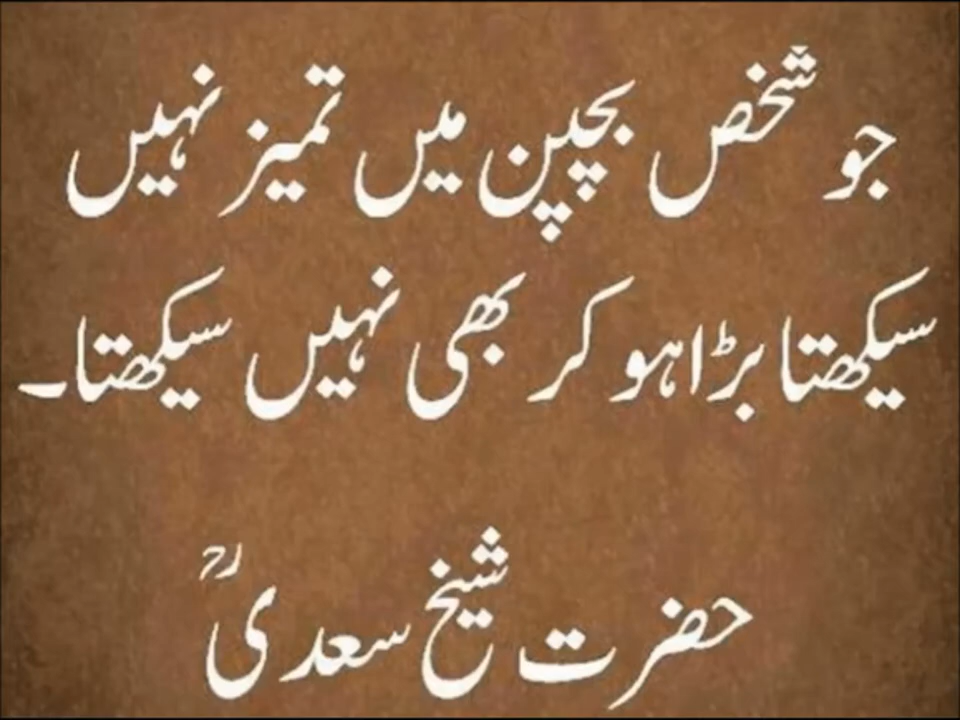 جو شخص بچپن میں تمیز نہیں
سیکھتا بڑا ہو کر بھی نہیں سیکھتا۔
حضرت شیخ سعدیؒ